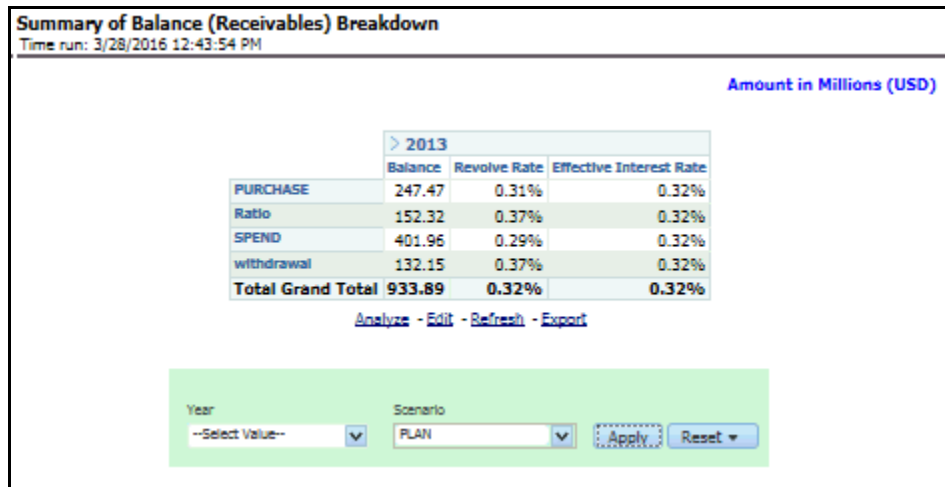 Summary of Balance (Receivables) Breakdown
Time run: 3/28/2016 12:43:54 PM
Amount in Millions (USD)
> 2013
Balance Revolve Rate Effective Interest Rate
PURCHASE 247.47 0.31% 0.32%
Ratio 152.32 0.37% 0.32%
SPEND 401.96 0.29% 0.32%
withdrawal 132.15 0.37% 0.32%
Total Grand Total 933.89 0.32% 0.32%
Analyze - Edit - Refresh - Export
Year Scenario
--Select Value-- PLAN Apply Reset